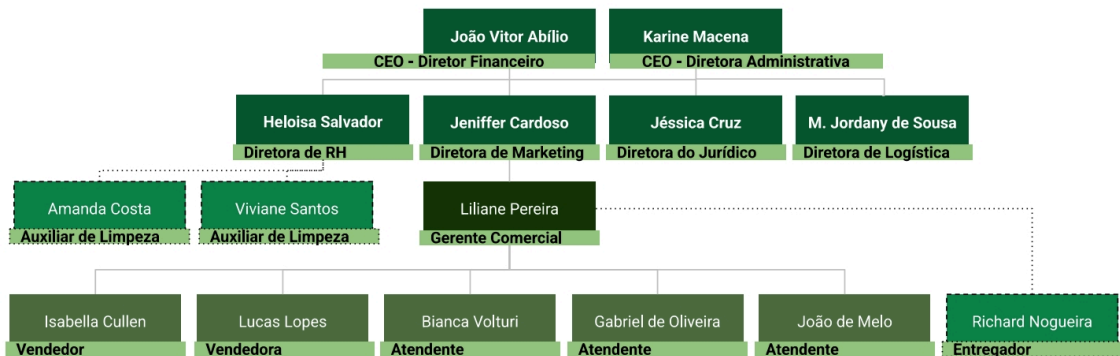 João Vitor Abílio
CEO - Diretor Financeiro
Karine Macena
CEO - Diretora Administrativa
Heloisa Salvador
Diretora de RH
Jeniffer Cardoso
Diretora de Marketing
Jéssica Cruz
Diretora do Jurídico
M. Jordany de Sousa
Diretora de Logística
Amanda Costa
Auxiliar de Limpeza
Viviane Santos
Auxiliar de Limpeza
Liliane Pereira
Gerente Comercial
Isabella Cullen
Vendedor
Lucas Lopes
Vendedora
Bianca Volturi
Atendente
Gabriel de Oliveira
Atendente
João de Melo
Atendente
Richard Nogueira
Entregador